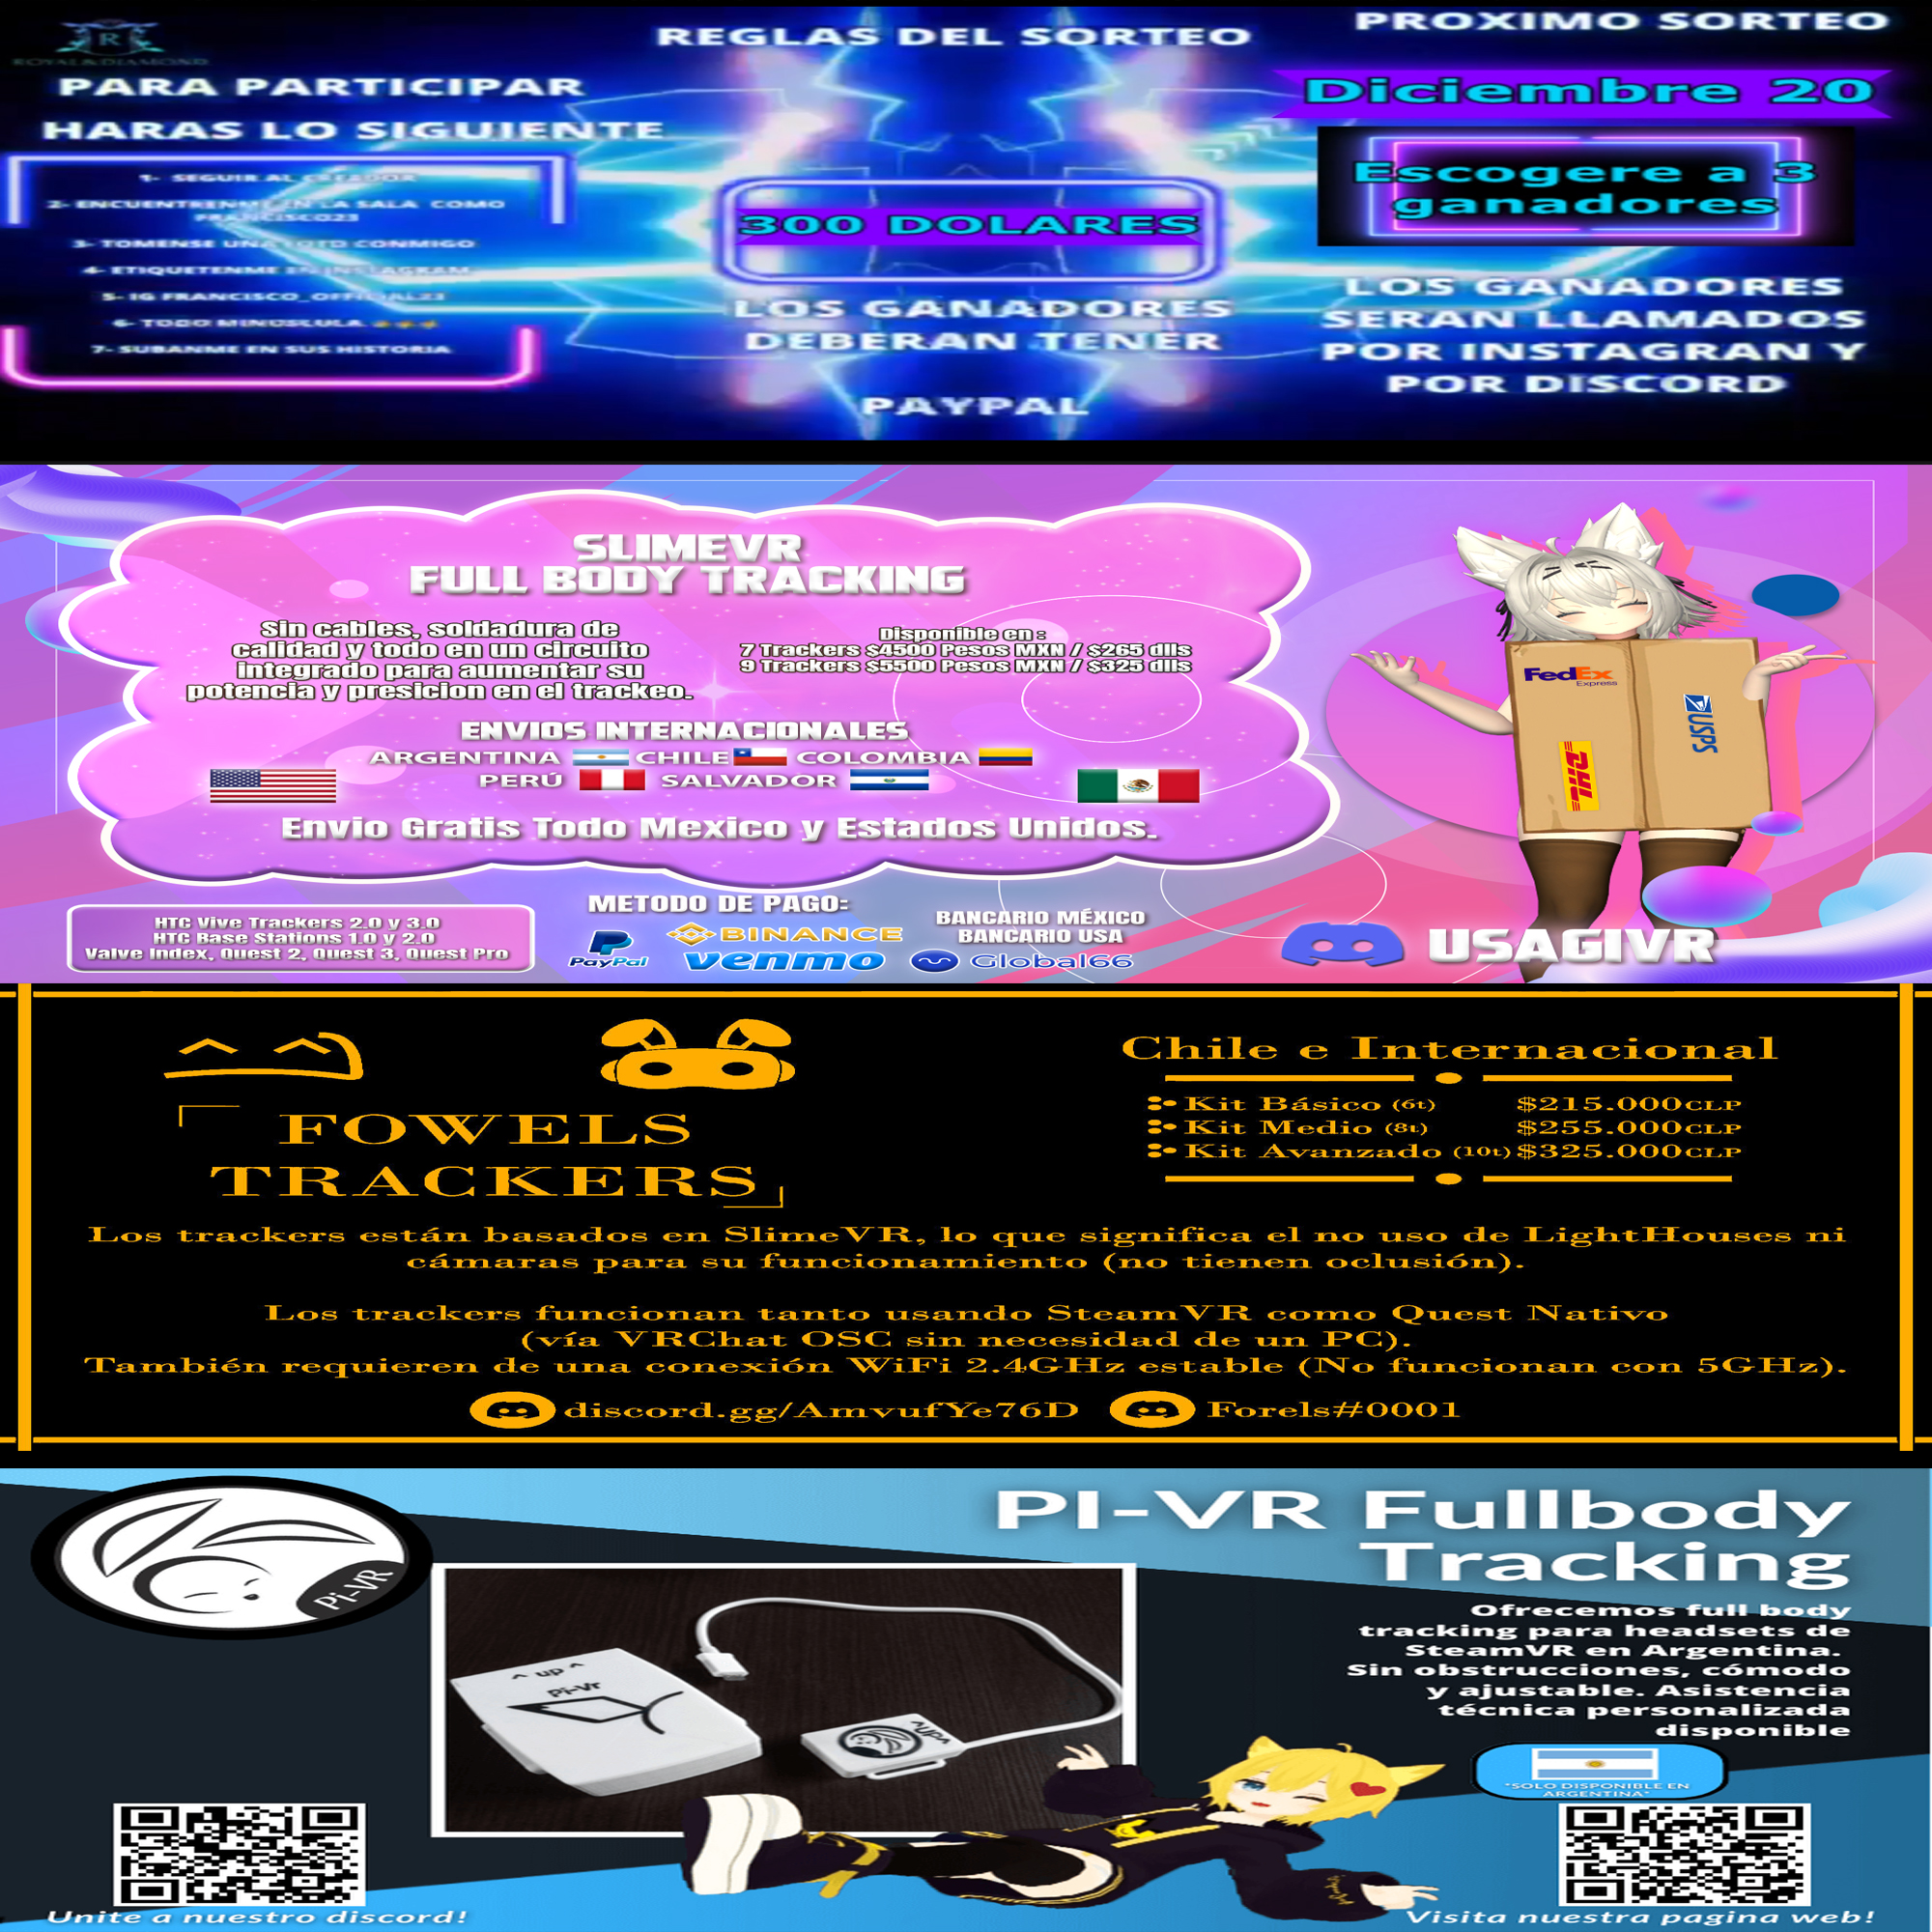 R
ROYAL & DIAMOND
PARA PARTICIPAR
HARAS LO SIGUIENTE
1- SEGUIR AL CREADOR
2- ENCUENTRENME EN LA SALA COMO
FRANCISCO23
3- TOMENSE UNA FOTO CONMIGO
4- ETIQUETENME EN INSTAGRAM
5- IG FRANCISCO_OFFICIAL23
6- TODO MINUSCULA
7- SUBANME EN SUS HISTORIA
REGLAS DEL SORTEO
300 DOLARES
LOS GANADORES
DEBERAN TENER
PAYPAL
PROXIMO SORTEO
Diciembre 20
Escogere a 3
ganadores
LOS GANADORES
SERAN LLAMADOS
POR INSTAGRAN Y
POR DISCORD
SLIMEVR
FULL BODY TRACKING
Sin cables, soldadura de
calidad y todo en un circuito
integrado para aumentar su
potencia y presicion en el trackeo.
Disponible en :
7 Trackers $4500 Pesos MXN / $265 dlls
9 Trackers $5500 Pesos MXN / $325 dlls
ENVIOS INTERNACIONALES
ARGENTINA CHILE COLOMBIA
PERÚ SALVADOR
Envio Gratis Todo Mexico y Estados Unidos.
FedEx
Express
USPS
DHL
HTC Vive Trackers 2.0 y 3.0
HTC Base Stations 1.0 y 2.0
Valve Index, Quest 2, Quest 3, Quest Pro
METODO DE PAGO:
PayPal
BINANCE
venmo
BANCARIO MÉXICO
BANCARIO USA
Global66
USAGIVR
FOWELS
TRACKERS
Chile e Internacional
Kit Básico (6t) $215.000CLP
Kit Medio (8t) $255.000CLP
Kit Avanzado (10t) $325.000CLP
Los trackers están basados en SlimeVR, lo que significa el no uso de LightHouses ni
cámaras para su funcionamiento (no tienen oclusión).
Los trackers funcionan tanto usando SteamVR como Quest Nativo
(vía VRChat OSC sin necesidad de un PC).
También requieren de una conexión WiFi 2.4GHz estable (No funcionan con 5GHz).
discord.gg/AmvufYe76D Forels#0001
Pi-VR
PI-VR Fullbody
Tracking
Ofrecemos full body
tracking para headsets de
SteamVR en Argentina.
Sin obstrucciones, cómodo
y ajustable. Asistencia
técnica personalizada
disponible
^ up ^
Pi-Vr
^UP^
*SOLO DISPONIBLE EN
ARGENTINA*
Unite a nuestro discord!
Visita nuestra pagina web!